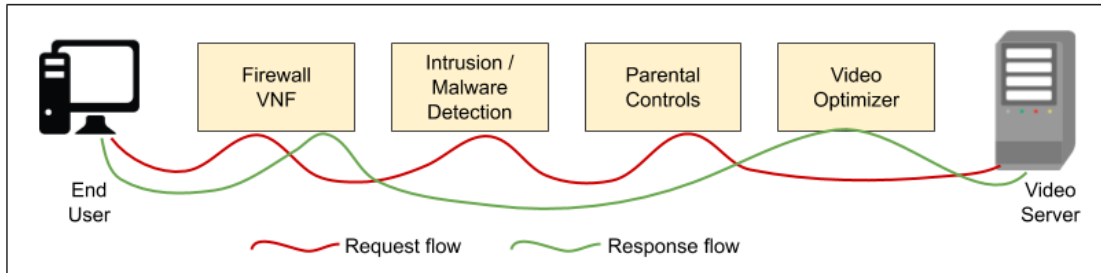 Firewall
VNF
Intrusion /
Malware
Detection
Parental
Controls
Video
Optimizer
End
User
Video
Server
Request flow
Response flow